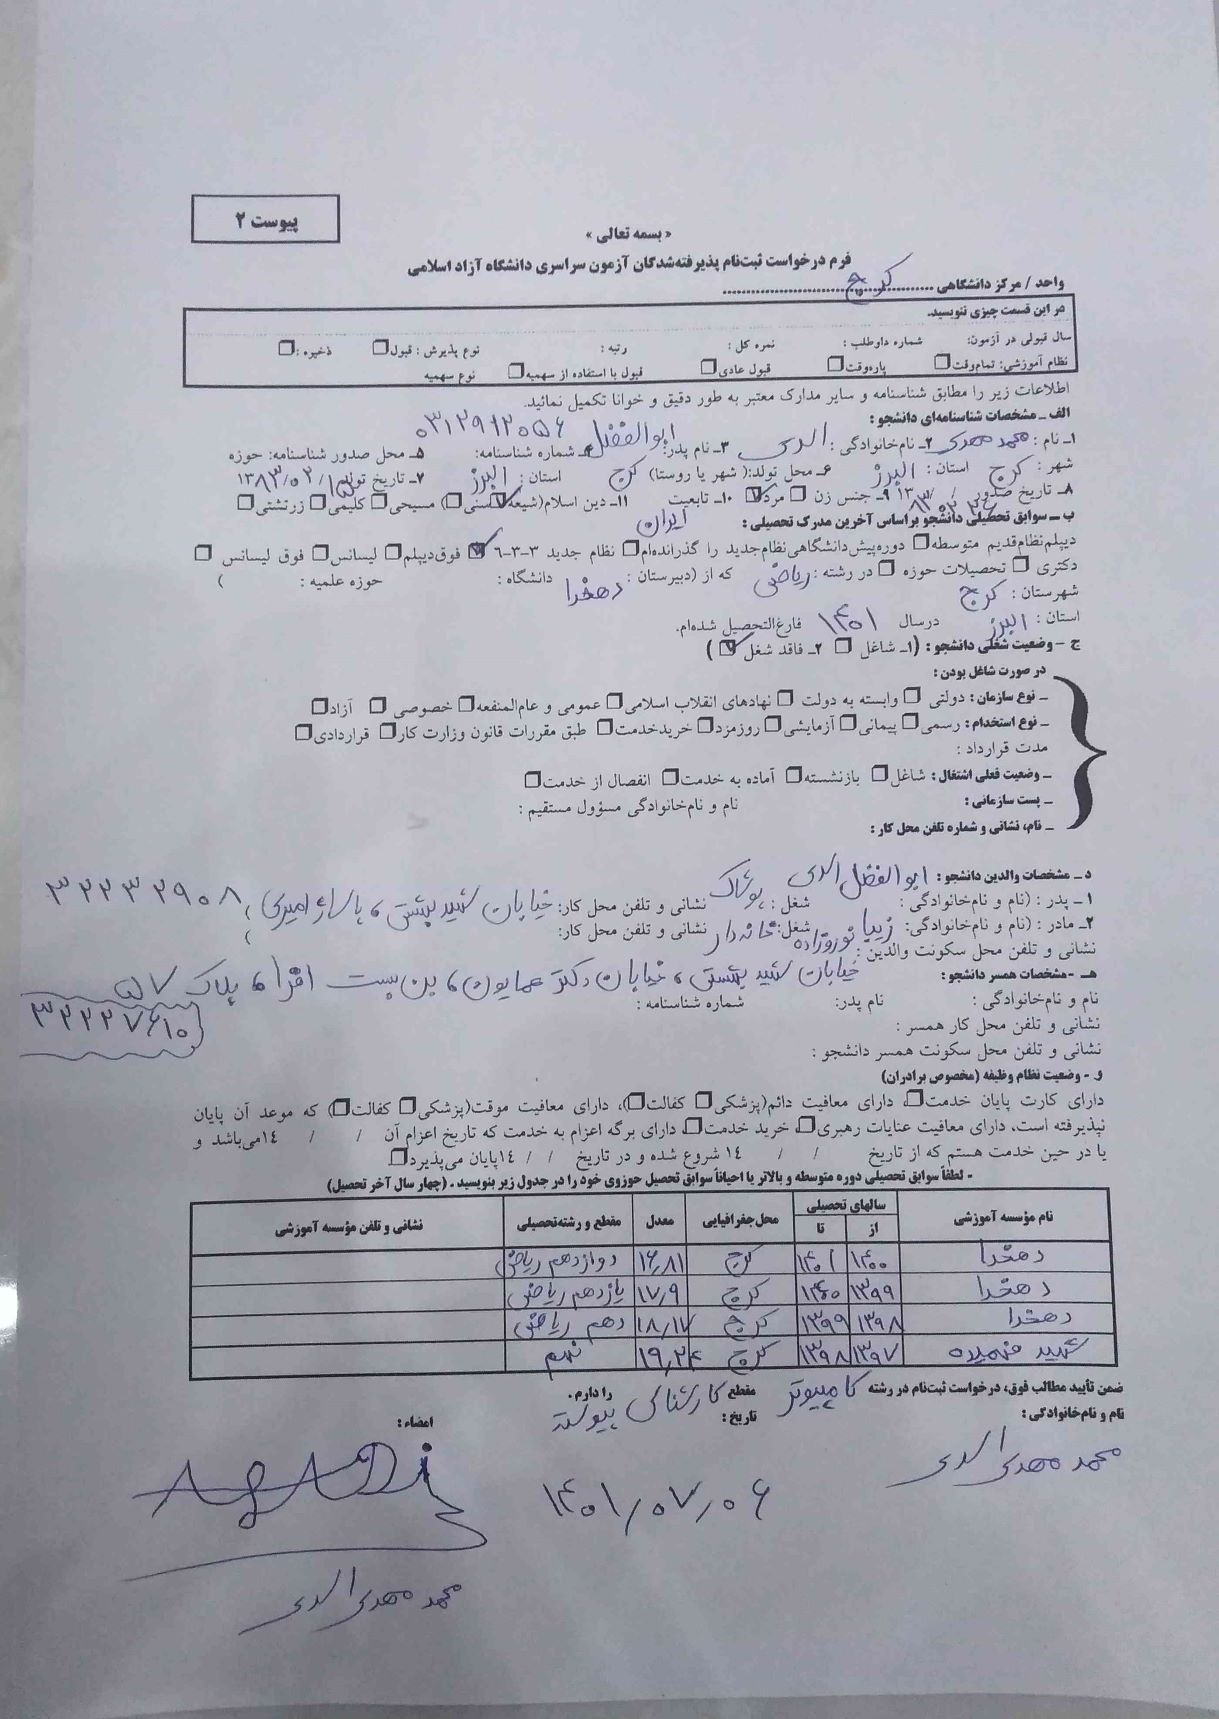 پیوست ۲
« بسمه تعالی »
فرم درخواست ثبت‌نام پذیرفته‌شدگان آزمون سراسری دانشگاه آزاد اسلامی
واحد / مرکز دانشگاهی کرج
در این قسمت چیزی ننویسید.
سال قبولی در آزمون: شماره داوطلب : نمره کل : رتبه : نوع پذیرش : قبول ☐ ذخیره : ☐
نظام آموزشی: تمام‌وقت ☐ پاره‌وقت ☐ قبول عادی ☐ قبول با استفاده از سهمیه ☐ نوع سهمیه
اطلاعات زیر را مطابق شناسنامه و سایر مدارک معتبر به طور دقیق و خوانا تکمیل نمائید.
الف ـ مشخصات شناسنامه‌ای دانشجو :
۱ـ نام : محمد مهدی ۲ـ نام‌خانوادگی : ۳ـ نام پدر: ابوالفضل ۴ـ شماره شناسنامه: ۵ـ محل صدور شناسنامه: حوزه
شهر : کرج استان : البرز ۶ـ محل تولد:( شهر یا روستا) کرج استان : البرز ۷ـ تاریخ تولد ۱۳۸۳/۰۲/۱۵
۸ـ تاریخ صدور / / ۱۳ ۹ـ جنس زن ☐ مرد ☑ ۱۰ـ تابعیت ایران ۱۱ـ دین اسلام(شیعه ☑ سنی ☐) مسیحی ☐ کلیمی ☐ زرتشتی ☐
ب ـ سوابق تحصیلی دانشجو براساس آخرین مدرک تحصیلی :
دیپلم‌نظام‌قدیم متوسطه ☐ دوره‌پیش‌دانشگاهی‌نظام‌جدید را گذرانده‌ام ☐ نظام جدید ۳-۳-۶ ☑ فوق‌دیپلم ☐ لیسانس ☐ فوق لیسانس ☐
دکتری ☐ تحصیلات حوزه ☐ در رشته : ریاضی که از (دبیرستان : دهخدا دانشگاه : حوزه علمیه : )
شهرستان : کرج
استان : البرز درسال ۱۴۰۱ فارغ‌التحصیل شده‌ام.
ج - وضعیت شغلی دانشجو : (۱ـ شاغل ☐ ۲ـ فاقد شغل ☑ )
در صورت شاغل بودن :
ـ نوع سازمان : دولتی ☐ وابسته به دولت ☐ نهادهای انقلاب اسلامی ☐ عمومی و عام‌المنفعه ☐ خصوصی ☐ آزاد ☐
ـ نوع استخدام : رسمی ☐ پیمانی ☐ آزمایشی ☐ روزمزد ☐ خریدخدمت ☐ طبق مقررات قانون وزارت کار ☐ قراردادی ☐
مدت قرارداد :
ـ وضعیت فعلی اشتغال : شاغل ☐ بازنشسته ☐ آماده به خدمت ☐ انفصال از خدمت ☐
ـ پست سازمانی : نام و نام‌خانوادگی مسؤول مستقیم :
ـ نام، نشانی و شماره تلفن محل کار :
د ـ مشخصات والدین دانشجو :
۱ـ پدر : (نام و نام‌خانوادگی : ابوالفضل شغل : پوشاک نشانی و تلفن محل کار: خیابان شهید بهشتی، پاساژ امیری ) ۳۲۲۳۲۹۰۸
۲ـ مادر : (نام و نام‌خانوادگی: زیبا نوروززاده شغل: خانه‌دار نشانی و تلفن محل کار: )
نشانی و تلفن محل سکونت والدین : خیابان شهید بهشتی، خیابان دکتر همایون، بن بست افرا، پلاک ۵۷
۳۲۲۲۷۶۱۰
هـ -مشخصات همسر دانشجو :
نام و نام‌خانوادگی : نام پدر: شماره شناسنامه :
نشانی و تلفن محل کار همسر :
نشانی و تلفن محل سکونت همسر دانشجو :
و - وضعیت نظام وظیفه (مخصوص برادران)
دارای کارت پایان خدمت ☐، دارای معافیت دائم(پزشکی ☐ کفالت ☐)، دارای معافیت موقت(پزشکی ☐ کفالت ☐) که موعد آن پایان
نپذیرفته است، دارای معافیت عنایات رهبری ☐، خرید خدمت ☐، دارای برگه اعزام به خدمت که تاریخ اعزام آن / / ۱۴می‌باشد و
یا در حین خدمت هستم که از تاریخ / / ۱۴ شروع شده و در تاریخ / / ۱۴پایان می‌پذیرد ☐
- لطفاً سوابق تحصیلی دوره متوسطه و بالاتر یا احیاناً سوابق تحصیل حوزوی خود را در جدول زیر بنویسید . (چهار سال آخر تحصیل)
نام مؤسسه آموزشی سالهای تحصیلی محل‌جغرافیایی معدل مقطع و رشته‌تحصیلی نشانی و تلفن مؤسسه آموزشی
از تا
دهخدا ۱۴۰۰ ۱۴۰۱ کرج ۱۶/۸۱ دوازدهم ریاضی
دهخدا ۱۳۹۹ ۱۴۰۰ کرج ۱۷/۹ یازدهم ریاضی
دهخدا ۱۳۹۸ ۱۳۹۹ کرج ۱۸/۱۷ دهم ریاضی
شهید فهمیده ۱۳۹۷ ۱۳۹۸ کرج ۱۹/۲۴ نهم
ضمن تأیید مطالب فوق، درخواست ثبت‌نام در رشته کامپیوتر مقطع کارشناسی پیوسته را دارم .
نام و نام‌خانوادگی : تاریخ : امضاء :
محمد مهدی
۱۴۰۱/۰۷/۰۶
محمد مهدی